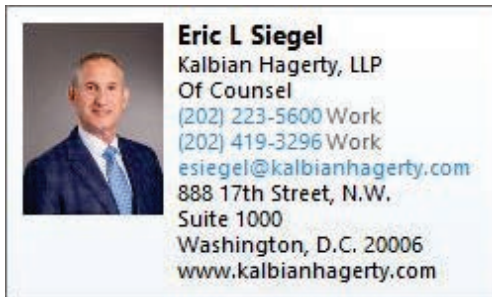 Eric L Siegel
Kalbian Hagerty, LLP
Of Counsel
(202) 223-5600 Work
(202) 419-3296 Work
esiegel@kalbianhagerty.com
888 17th Street, N.W.
Suite 1000
Washington, D.C. 20006
www.kalbianhagerty.com